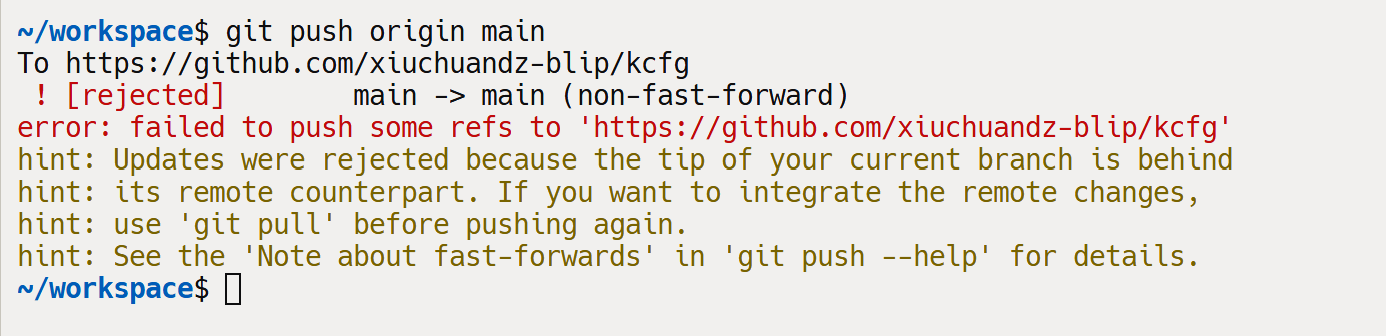 ~/workspace$ git push origin main
To https://github.com/xiuchuandz-blip/kcfg
 ! [rejected]        main -> main (non-fast-forward)
error: failed to push some refs to 'https://github.com/xiuchuandz-blip/kcfg'
hint: Updates were rejected because the tip of your current branch is behind
hint: its remote counterpart. If you want to integrate the remote changes,
hint: use 'git pull' before pushing again.
hint: See the 'Note about fast-forwards' in 'git push --help' for details.
~/workspace$